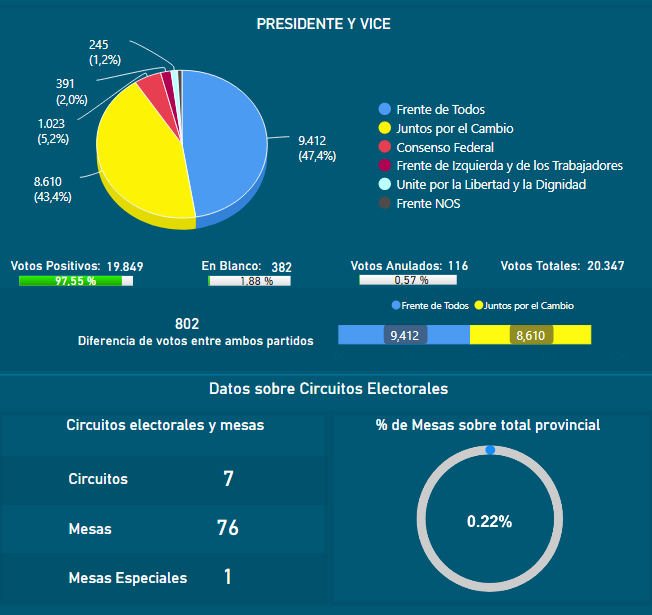 PRESIDENTE Y VICE
245
(1,2%)
391
(2,0%)
1.023
(5,2%)
8.610
(43,4%)
9.412
(47,4%)
Frente de Todos
Juntos por el Cambio
Consenso Federal
Frente de Izquierda y de los Trabajadores
Unite por la Libertad y la Dignidad
Frente NOS
Votos Positivos: 19.849
97,55 %
En Blanco: 382
1,88 %
Votos Anulados: 116
0,57 %
Votos Totales: 20.347
802
Diferencia de votos entre ambos partidos
Frente de Todos Juntos por el Cambio
9,412 8,610
Datos sobre Circuitos Electorales
Circuitos electorales y mesas
Circuitos 7
Mesas 76
Mesas Especiales 1
% de Mesas sobre total provincial
0.22%